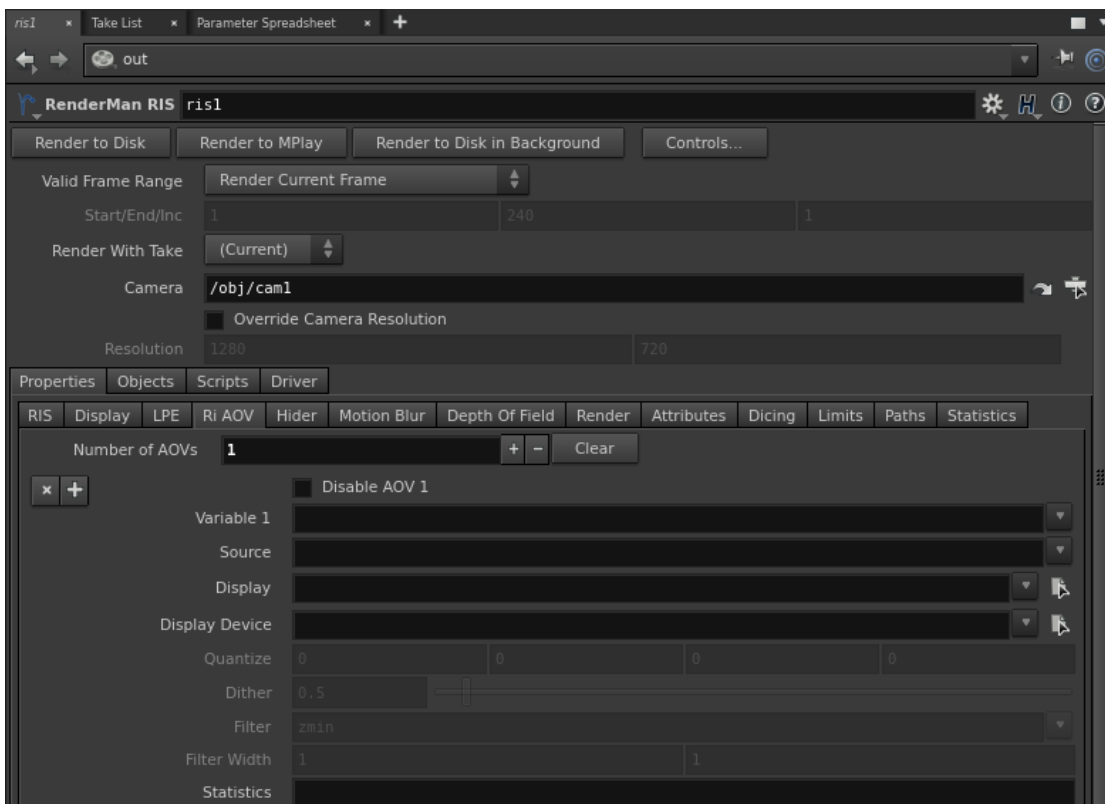 ris1 × Take List × Parameter Spreadsheet × +
out
RenderMan RIS ris1
Render to Disk Render to MPlay Render to Disk in Background Controls...
Valid Frame Range Render Current Frame
Start/End/Inc 1 240 1
Render With Take (Current)
Camera /obj/cam1
Override Camera Resolution
Resolution 1280 720
Properties Objects Scripts Driver
RIS Display LPE Ri AOV Hider Motion Blur Depth Of Field Render Attributes Dicing Limits Paths Statistics
Number of AOVs 1 + − Clear
× + Disable AOV 1
Variable 1
Source
Display
Display Device
Quantize 0 0 0 0
Dither 0.5
Filter zmin
Filter Width 1 1
Statistics